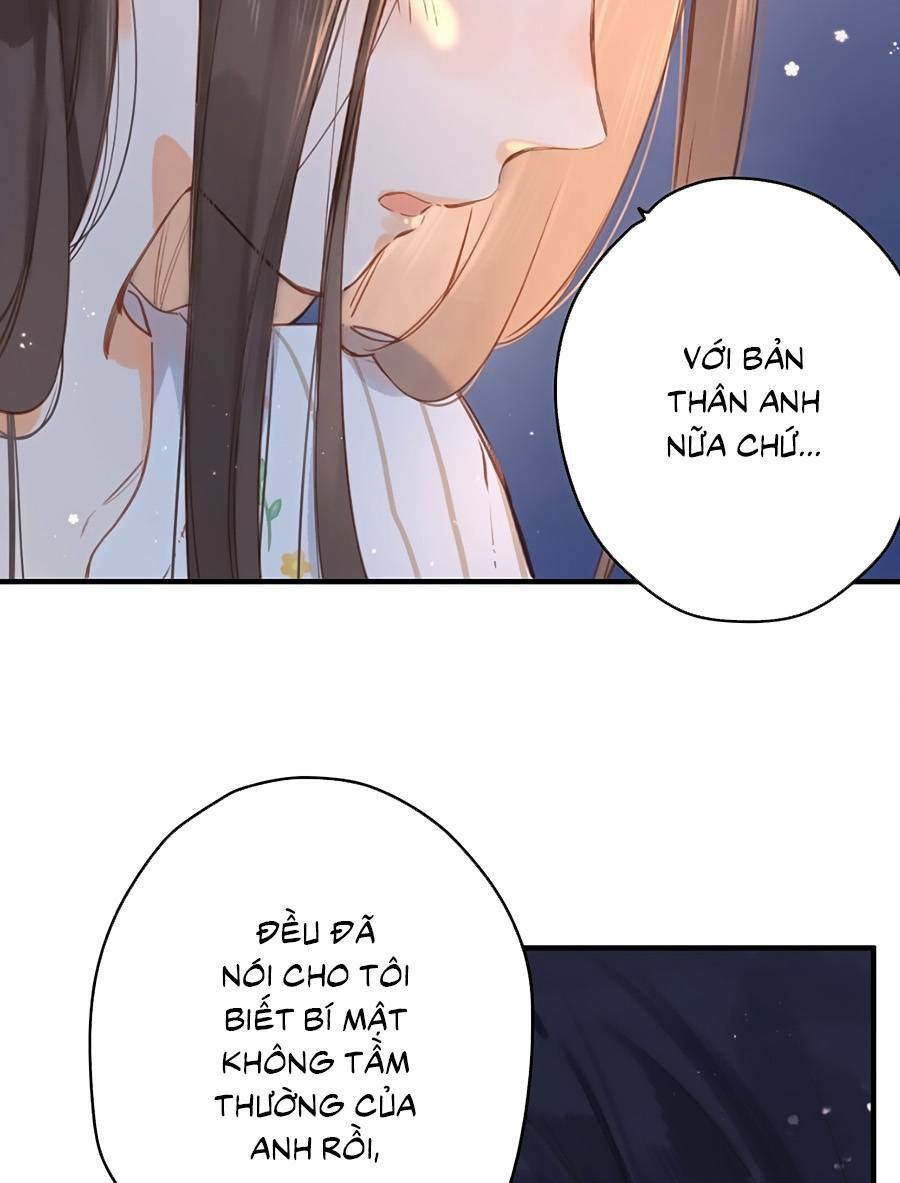 VỚI BẢN
THÂN ANH
NỮA CHỨ...
ĐỀU ĐÃ
NÓI CHO TÔI
BIẾT BÍ MẬT
KHÔNG TẦM
THƯỜNG CỦA
ANH RỒI,